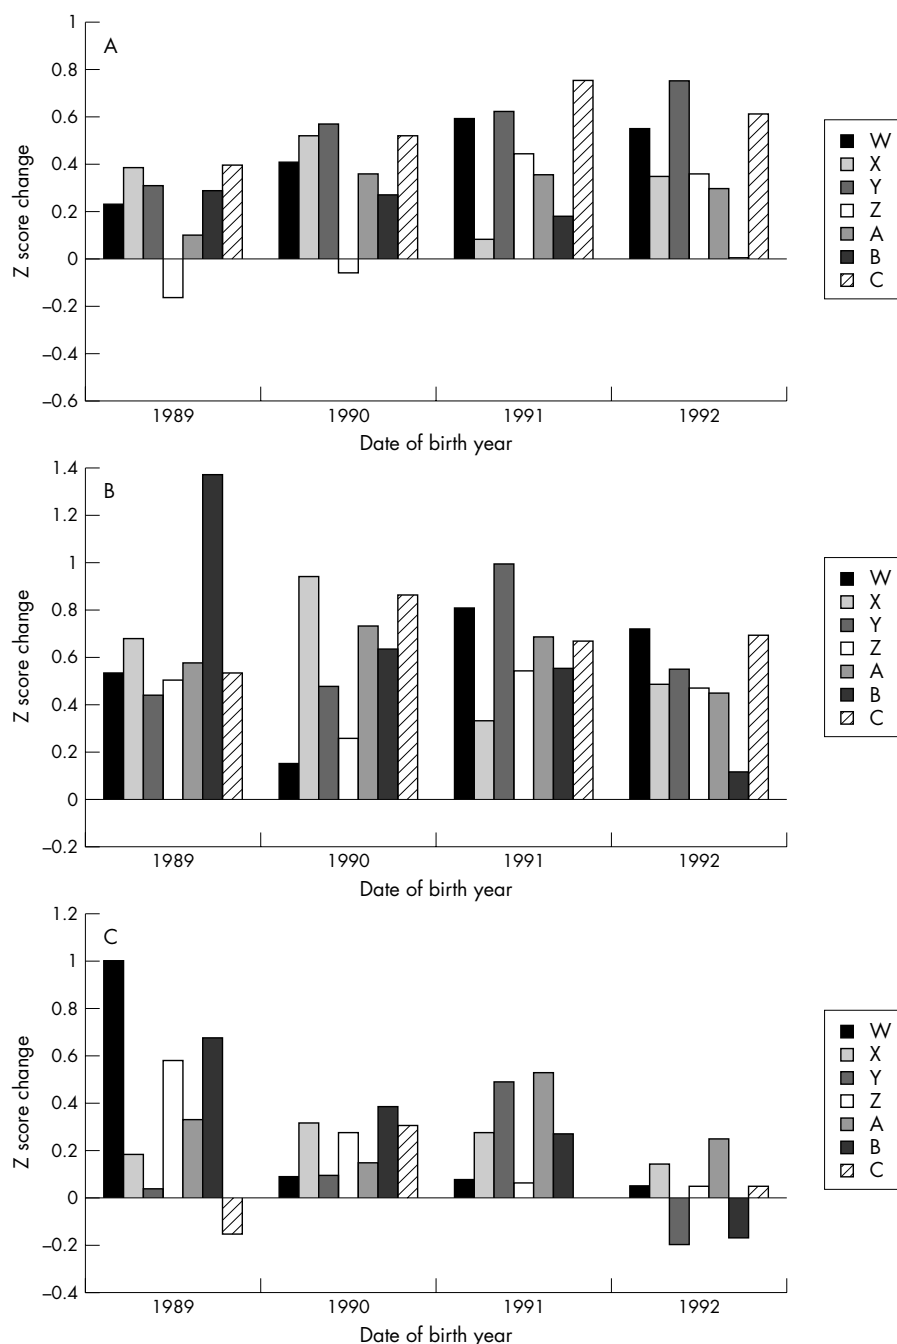 A
1
0.8
0.6
0.4
0.2
0
–0.2
–0.4
–0.6
Z score change
1989 1990 1991 1992
Date of birth year
W
X
Y
Z
A
B
C
B
1.4
1.2
1
0.8
0.6
0.4
0.2
0
–0.2
Z score change
1989 1990 1991 1992
Date of birth year
W
X
Y
Z
A
B
C
C
1.2
1
0.8
0.6
0.4
0.2
0
–0.2
–0.4
Z score change
1989 1990 1991 1992
Date of birth year
W
X
Y
Z
A
B
C